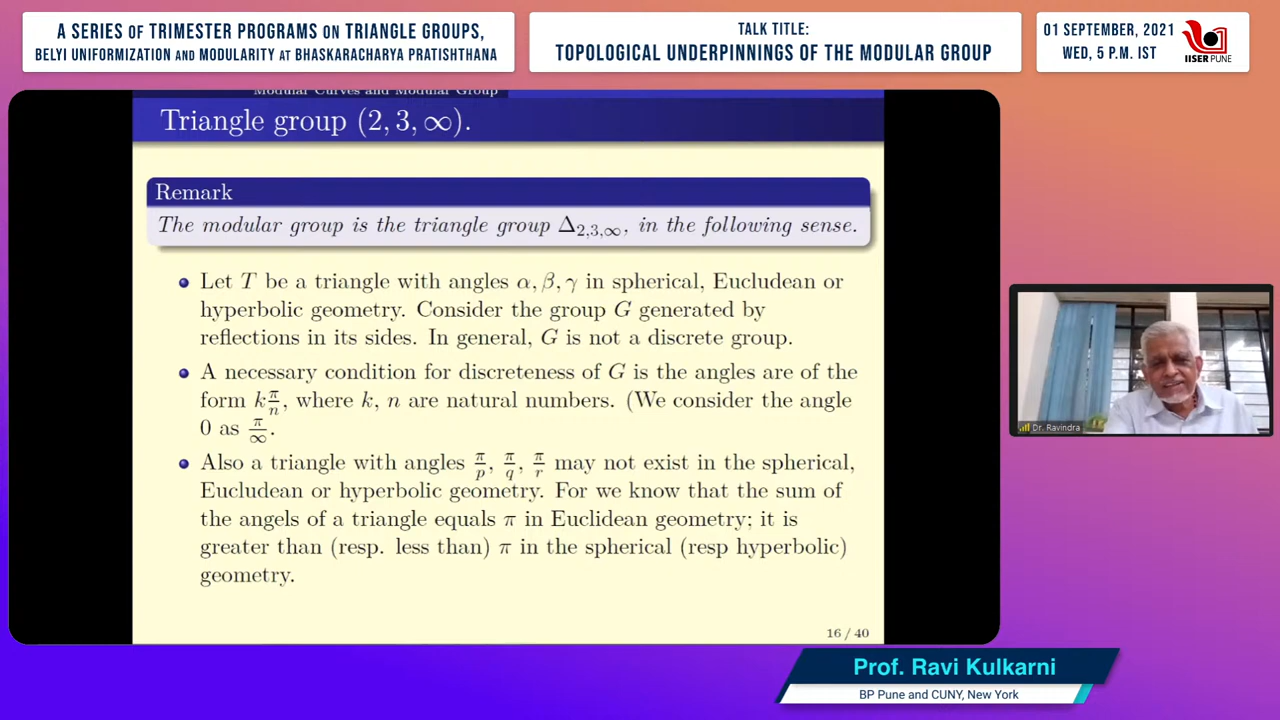 A SERIES OF TRIMESTER PROGRAMS ON TRIANGLE GROUPS,
BELYI UNIFORMIZATION AND MODULARITY AT BHASKARACHARYA PRATISHTHANA
TALK TITLE:
TOPOLOGICAL UNDERPINNINGS OF THE MODULAR GROUP
01 SEPTEMBER, 2021
WED, 5 P.M. IST
IISER PUNE
Modular Curves and Modular Group
Triangle group (2, 3, ∞).
Remark
The modular group is the triangle group Δ₂,₃,∞, in the following sense.
Let T be a triangle with angles α, β, γ in spherical, Eucludean or
hyperbolic geometry. Consider the group G generated by
reflections in its sides. In general, G is not a discrete group.
A necessary condition for discreteness of G is the angles are of the
form k π/n, where k, n are natural numbers. (We consider the angle
0 as π/∞.
Also a triangle with angles π/p, π/q, π/r may not exist in the spherical,
Eucludean or hyperbolic geometry. For we know that the sum of
the angels of a triangle equals π in Euclidean geometry; it is
greater than (resp. less than) π in the spherical (resp hyperbolic)
geometry.
16 / 40
Dr. Ravindra
Prof. Ravi Kulkarni
BP Pune and CUNY, New York